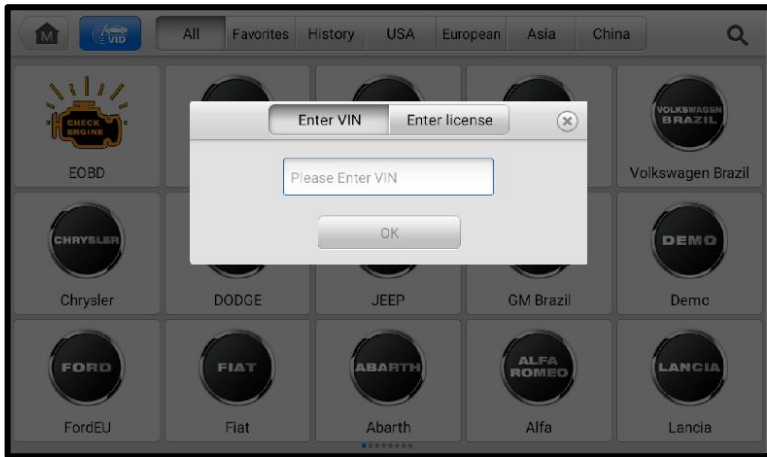 M
VID
All
Favorites
History
USA
European
Asia
China
Enter VIN
Enter license
Please Enter VIN
OK
CHECK
ENGINE
EOBD
VOLKSWAGEN
BRAZIL
Volkswagen Brazil
CHRYSLER
Chrysler
DODGE
JEEP
GM Brazil
DEMO
Demo
FORD
FordEU
FIAT
Fiat
ABARTH
Abarth
ALFA
ROMEO
Alfa
LANCIA
Lancia